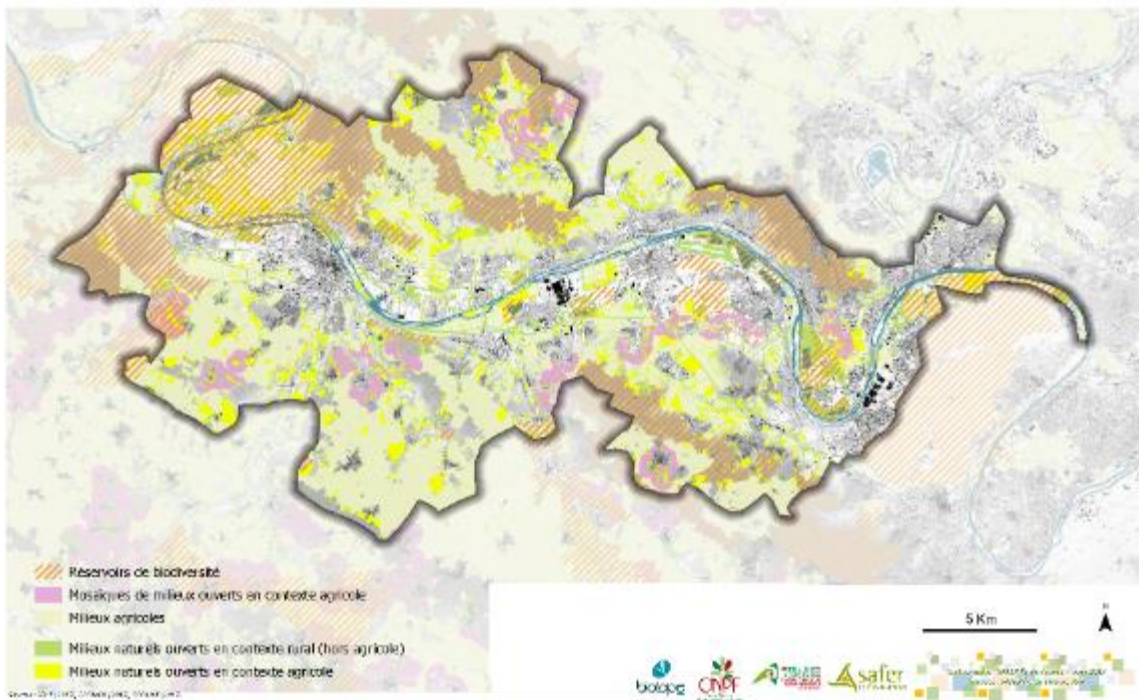 Réservoirs de biodiversité
Mosaïques de milieux ouverts en contexte agricole
Milieux agricoles
Milieux naturels ouverts en contexte rural (hors agricole)
Milieux naturels ouverts en contexte agricole
5 Km
biotope
CNPF
safer